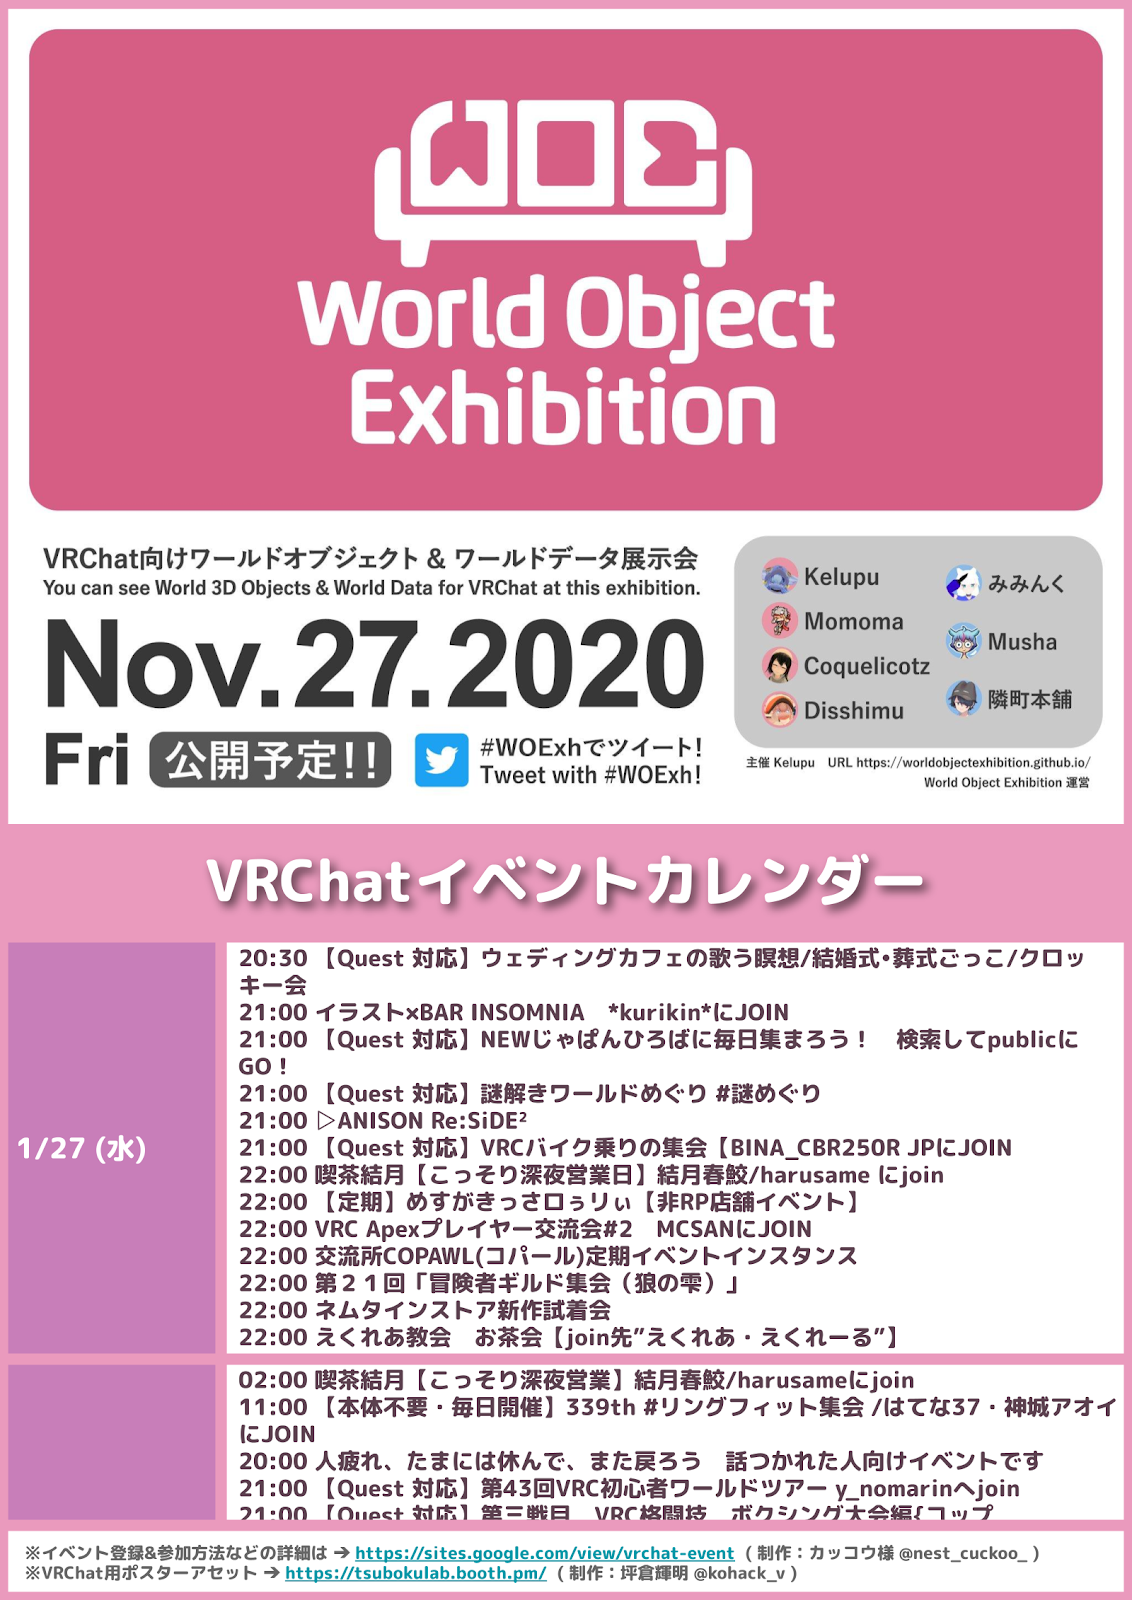 WOE
World Object
Exhibition
VRChat向けワールドオブジェクト & ワールドデータ展示会
You can see World 3D Objects & World Data for VRChat at this exhibition.
Nov.27.2020
Fri 公開予定!!
#WOExhでツイート!
Tweet with #WOExh!
Kelupu
Momoma
Coquelicotz
Disshimu
みみんく
Musha
隣町本舗
主催 Kelupu URL https://worldobjectexhibition.github.io/
World Object Exhibition 運営
VRChatイベントカレンダー
1/27 (水)
20:30 【Quest 対応】ウェディングカフェの歌う瞑想/結婚式•葬式ごっこ/クロッ
キー会
21:00 イラスト×BAR INSOMNIA　*kurikin*にJOIN
21:00 【Quest 対応】NEWじゃぱんひろばに毎日集まろう！　検索してpublicに
GO！
21:00 【Quest 対応】謎解きワールドめぐり #謎めぐり
21:00 ▷ANISON Re:SiDE²
21:00 【Quest 対応】VRCバイク乗りの集会【BINA_CBR250R JPにJOIN
22:00 喫茶結月【こっそり深夜営業日】結月春鮫/harusame にjoin
22:00 【定期】めすがきっさロぅリぃ【非RP店舗イベント】
22:00 VRC Apexプレイヤー交流会#2　MCSANにJOIN
22:00 交流所COPAWL(コパール)定期イベントインスタンス
22:00 第２１回「冒険者ギルド集会（狼の雫）」
22:00 ネムタインストア新作試着会
22:00 えくれあ教会　お茶会【join先”えくれあ・えくれーる”】
02:00 喫茶結月【こっそり深夜営業】結月春鮫/harusameにjoin
11:00 【本体不要・毎日開催】339th #リングフィット集会 /はてな37・神城アオイ
にJOIN
20:00 人疲れ、たまには休んで、また戻ろう　話つかれた人向けイベントです
21:00 【Quest 対応】第43回VRC初心者ワールドツアー y_nomarinへjoin
21:00 【Quest 対応】第三戦目　VRC格闘技　ボクシング大会編{コップ
※イベント登録&参加方法などの詳細は ➔ https://sites.google.com/view/vrchat-event ( 制作：カッコウ様 @nest_cuckoo_ )
※VRChat用ポスターアセット ➔ https://tsubokulab.booth.pm/ ( 制作：坪倉輝明 @kohack_v )